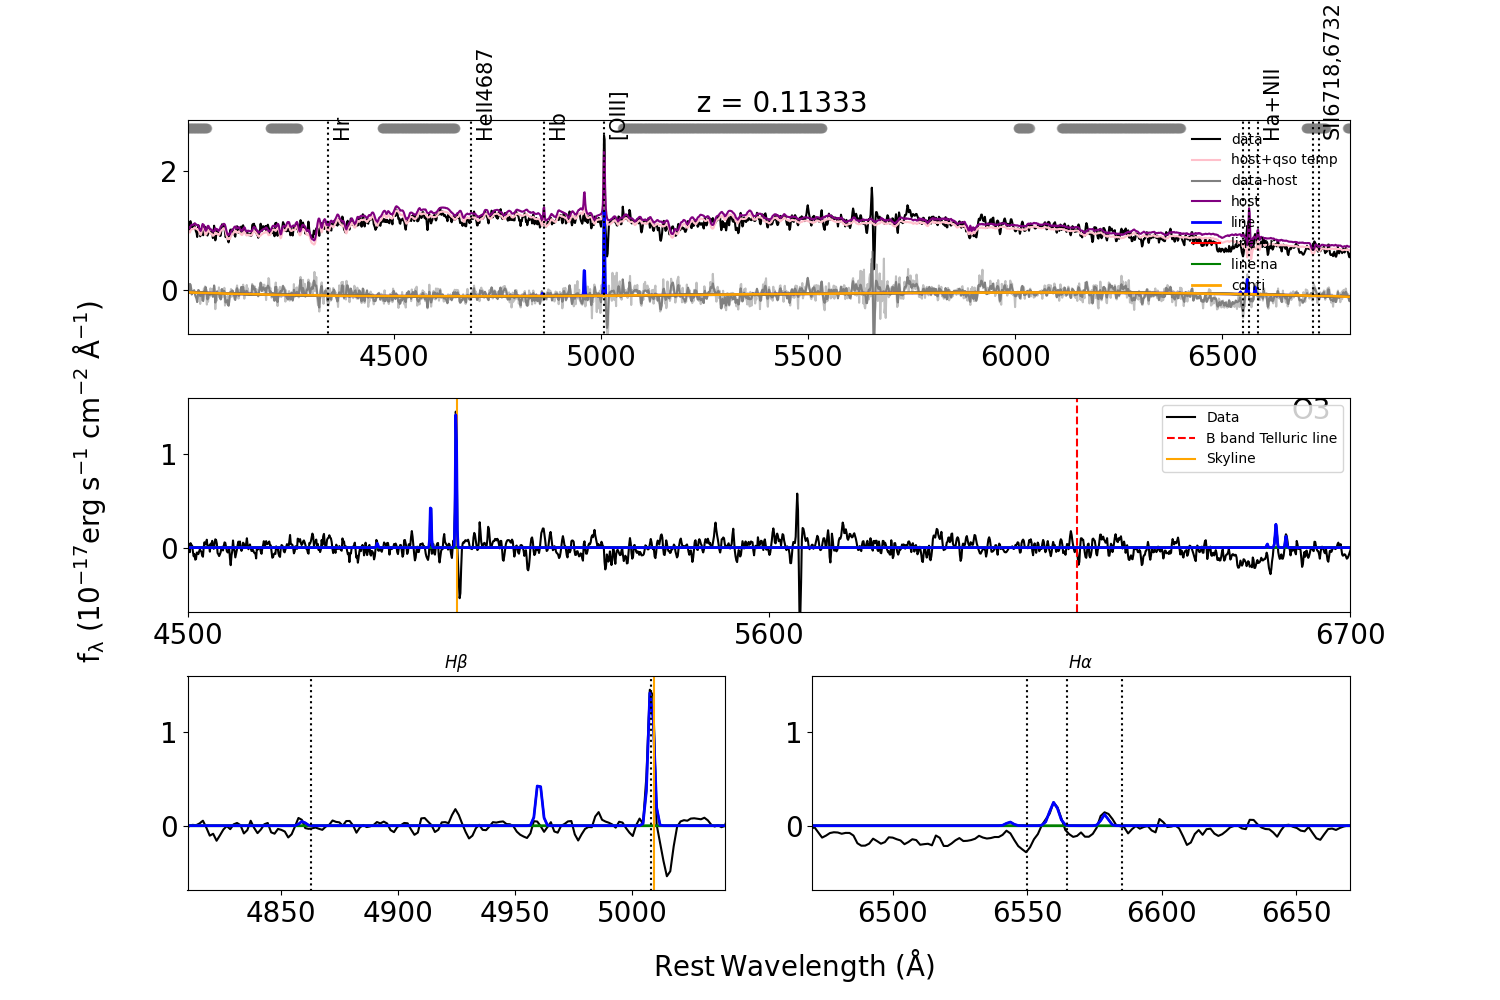 z = 0.11333
Hr
HeII4687
Hb
[OIII]
Ha+NII
SII6718,6732
data
host+qso temp
data-host
host
line
line:na
conti
2
0
4500 5000 5500 6000 6500
f_λ (10^{-17} erg s^{-1} cm^{-2} Å^{-1})
O3
Data
B band Telluric line
Skyline
1
0
4500 5600 6700
Hβ
1
0
4850 4900 4950 5000
Hα
1
0
6500 6550 6600 6650
Rest Wavelength (Å)